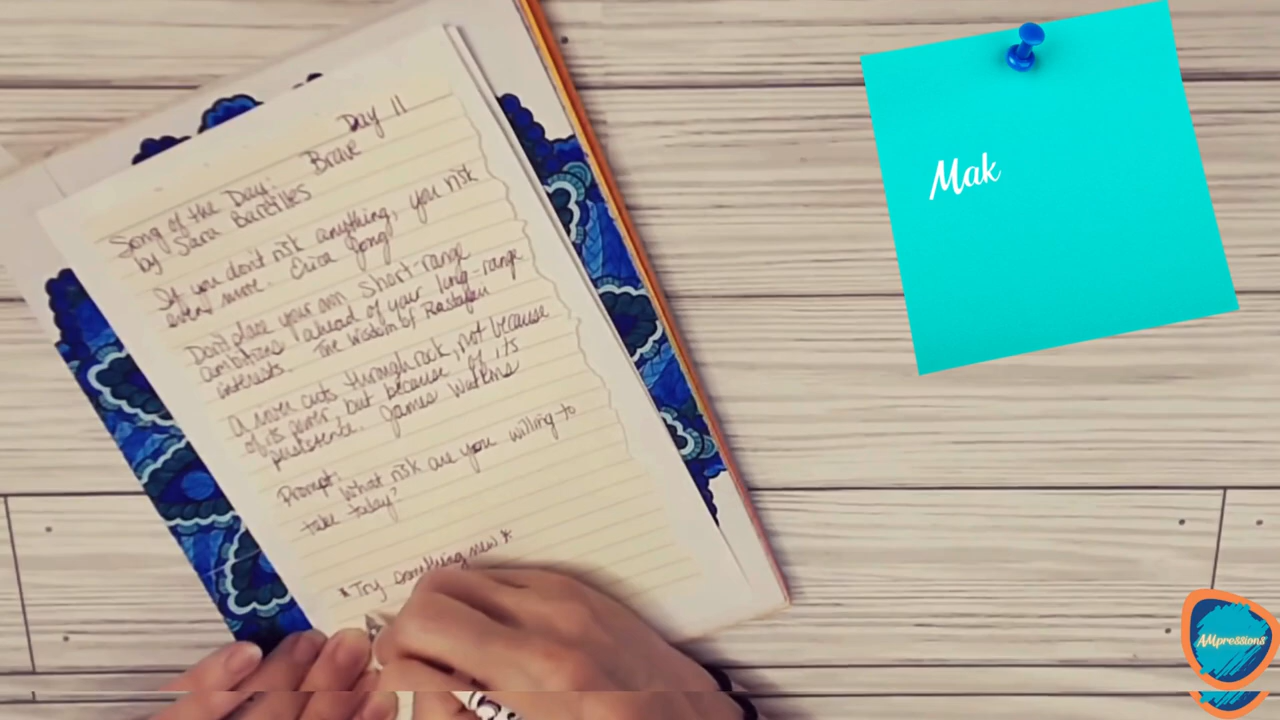 Day 11
Song of the Day: Brave
by Sara Bareilles
If you don't risk anything, you risk
even more. Erica Jong
Don't place your own short-range
ambitions ahead of your long-range
interests. The Wisdom of
A river cuts through rock, not because
of its power, but because of its
persistence. James Watkins
Prompt:
What risk are you willing to
take today?
*Try something new*
Mak
AMpressions